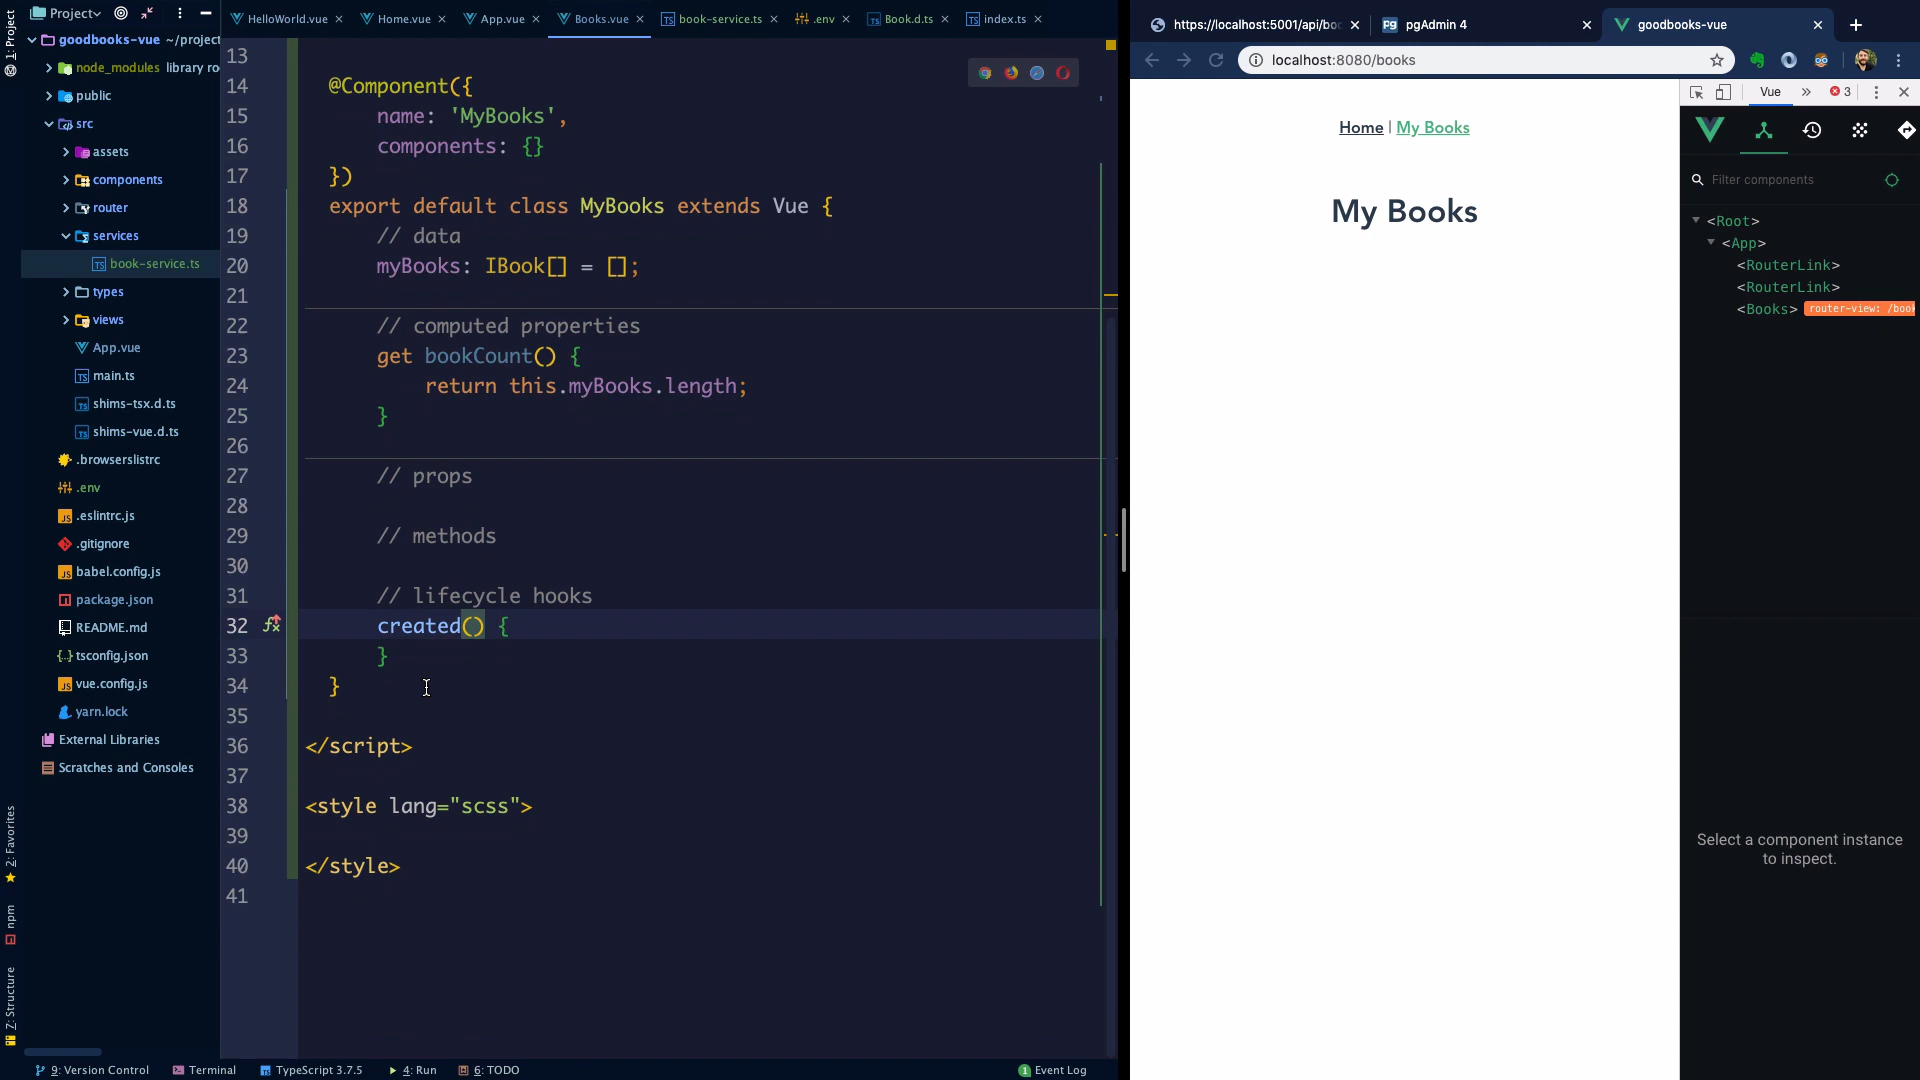 1: Project
2: Favorites
npm
Z: Structure
Project
goodbooks-vue ~/project
node_modules library ro
public
src
assets
components
router
services
book-service.ts
types
views
App.vue
main.ts
shims-tsx.d.ts
shims-vue.d.ts
.browserslistrc
.env
.eslintrc.js
.gitignore
babel.config.js
package.json
README.md
tsconfig.json
vue.config.js
yarn.lock
External Libraries
Scratches and Consoles
HelloWorld.vue
Home.vue
App.vue
Books.vue
book-service.ts
.env
Book.d.ts
index.ts
13
14 @Component({
15 name: 'MyBooks',
16 components: {}
17 })
18 export default class MyBooks extends Vue {
19 // data
20 myBooks: IBook[] = [];
21
22 // computed properties
23 get bookCount() {
24 return this.myBooks.length;
25 }
26
27 // props
28
29 // methods
30
31 // lifecycle hooks
32 created() {
33 }
34 }
35
36 </script>
37
38 <style lang="scss">
39
40 </style>
41
9: Version Control
Terminal
TypeScript 3.7.5
4: Run
6: TODO
1 Event Log
https://localhost:5001/api/boo
pgAdmin 4
goodbooks-vue
localhost:8080/books
Home | My Books
My Books
Vue
3
Filter components
<Root>
<App>
<RouterLink>
<RouterLink>
<Books> router-view: /book
Select a component instance
to inspect.